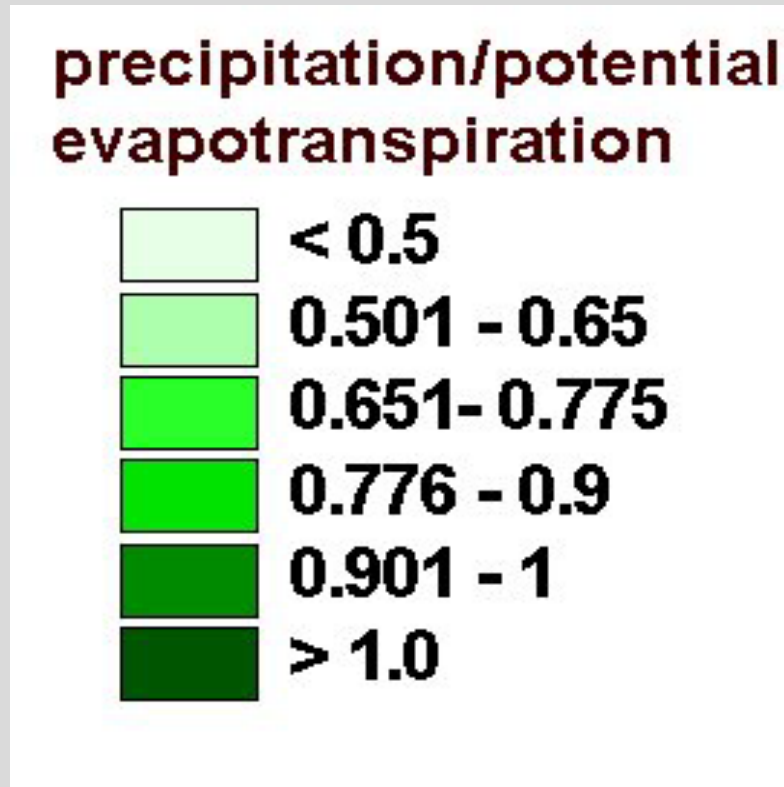 precipitation/potential
evapotranspiration
< 0.5
0.501 - 0.65
0.651- 0.775
0.776 - 0.9
0.901 - 1
> 1.0